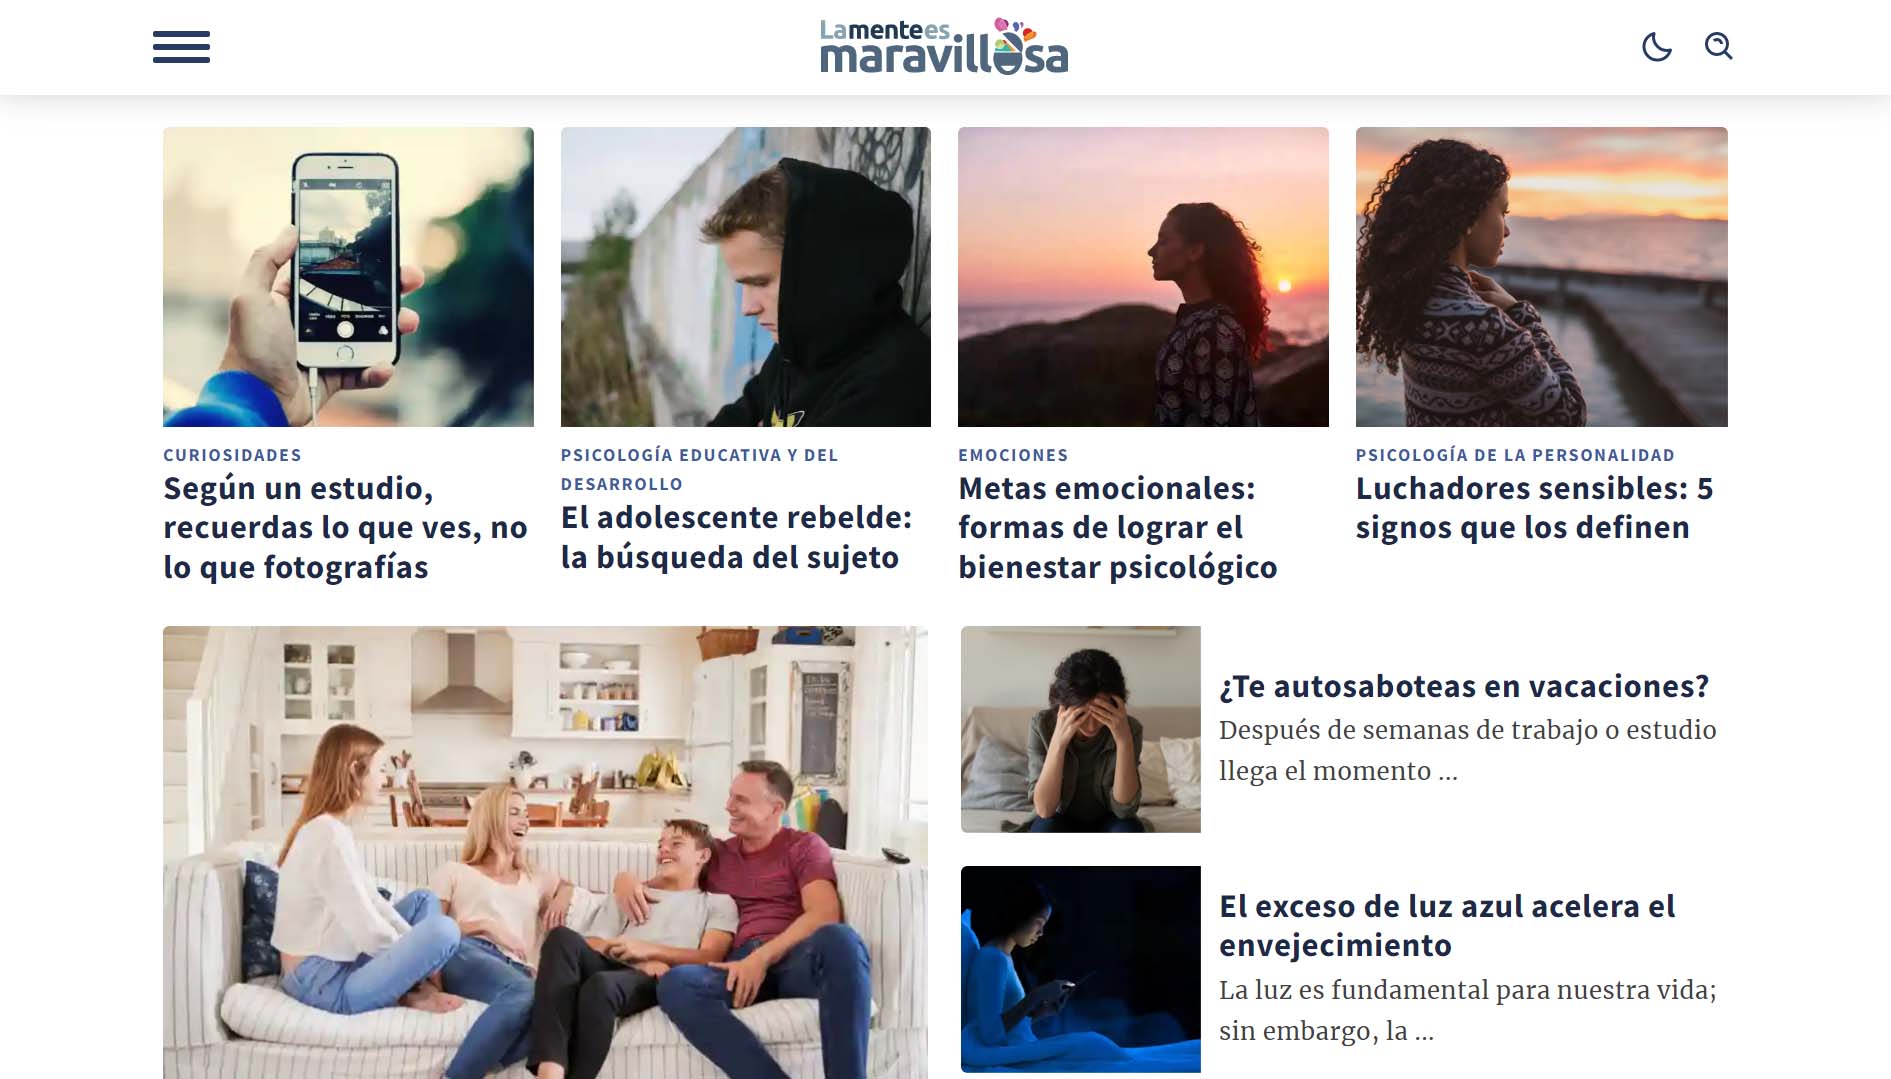 Lamentees
maravillosa
CURIOSIDADES
Según un estudio,
recuerdas lo que ves, no
lo que fotografías
PSICOLOGÍA EDUCATIVA Y DEL
DESARROLLO
El adolescente rebelde:
la búsqueda del sujeto
EMOCIONES
Metas emocionales:
formas de lograr el
bienestar psicológico
PSICOLOGÍA DE LA PERSONALIDAD
Luchadores sensibles: 5
signos que los definen
¿Te autosaboteas en vacaciones?
Después de semanas de trabajo o estudio
llega el momento ...
El exceso de luz azul acelera el
envejecimiento
La luz es fundamental para nuestra vida;
sin embargo, la ...